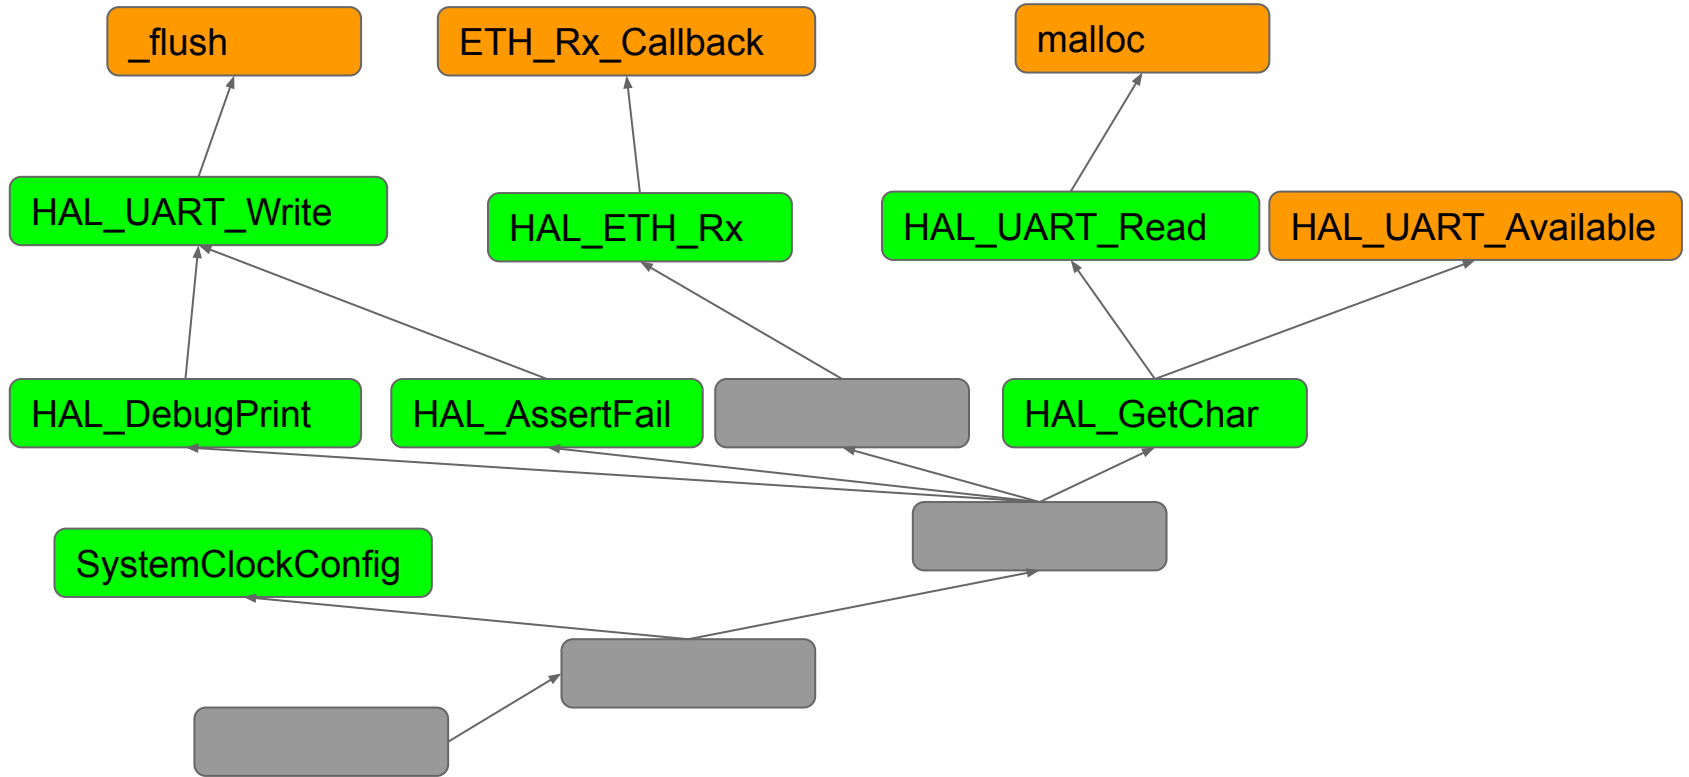 _flush
ETH_Rx_Callback
malloc
HAL_UART_Write
HAL_ETH_Rx
HAL_UART_Read
HAL_UART_Available
HAL_DebugPrint
HAL_AssertFail
HAL_GetChar
SystemClockConfig